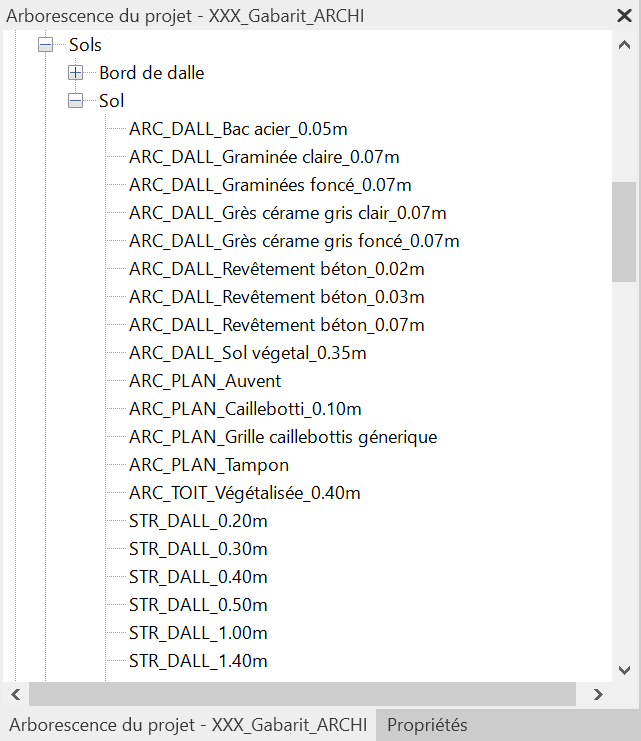 Arborescence du projet - XXX_Gabarit_ARCHI
Sols
Bord de dalle
Sol
ARC_DALL_Bac acier_0.05m
ARC_DALL_Graminée claire_0.07m
ARC_DALL_Graminées foncé_0.07m
ARC_DALL_Grès cérame gris clair_0.07m
ARC_DALL_Grès cérame gris foncé_0.07m
ARC_DALL_Revêtement béton_0.02m
ARC_DALL_Revêtement béton_0.03m
ARC_DALL_Revêtement béton_0.07m
ARC_DALL_Sol végetal_0.35m
ARC_PLAN_Auvent
ARC_PLAN_Caillebotti_0.10m
ARC_PLAN_Grille caillebottis génerique
ARC_PLAN_Tampon
ARC_TOIT_Végétalisée_0.40m
STR_DALL_0.20m
STR_DALL_0.30m
STR_DALL_0.40m
STR_DALL_0.50m
STR_DALL_1.00m
STR_DALL_1.40m
Arborescence du projet - XXX_Gabarit_ARCHI Propriétés